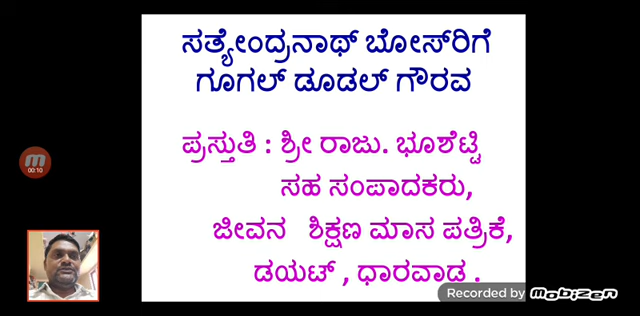 ಸತ್ಯೇಂದ್ರನಾಥ್ ಬೋಸ್‌ರಿಗೆ
ಗೂಗಲ್ ಡೂಡಲ್ ಗೌರವ
ಪ್ರಸ್ತುತಿ : ಶ್ರೀ ರಾಜು. ಭೂಶೆಟ್ಟಿ
ಸಹ ಸಂಪಾದಕರು,
ಜೀವನ ಶಿಕ್ಷಣ ಮಾಸ ಪತ್ರಿಕೆ,
ಡಯಟ್ , ಧಾರವಾಡ .
00:10
Recorded by Mobizen